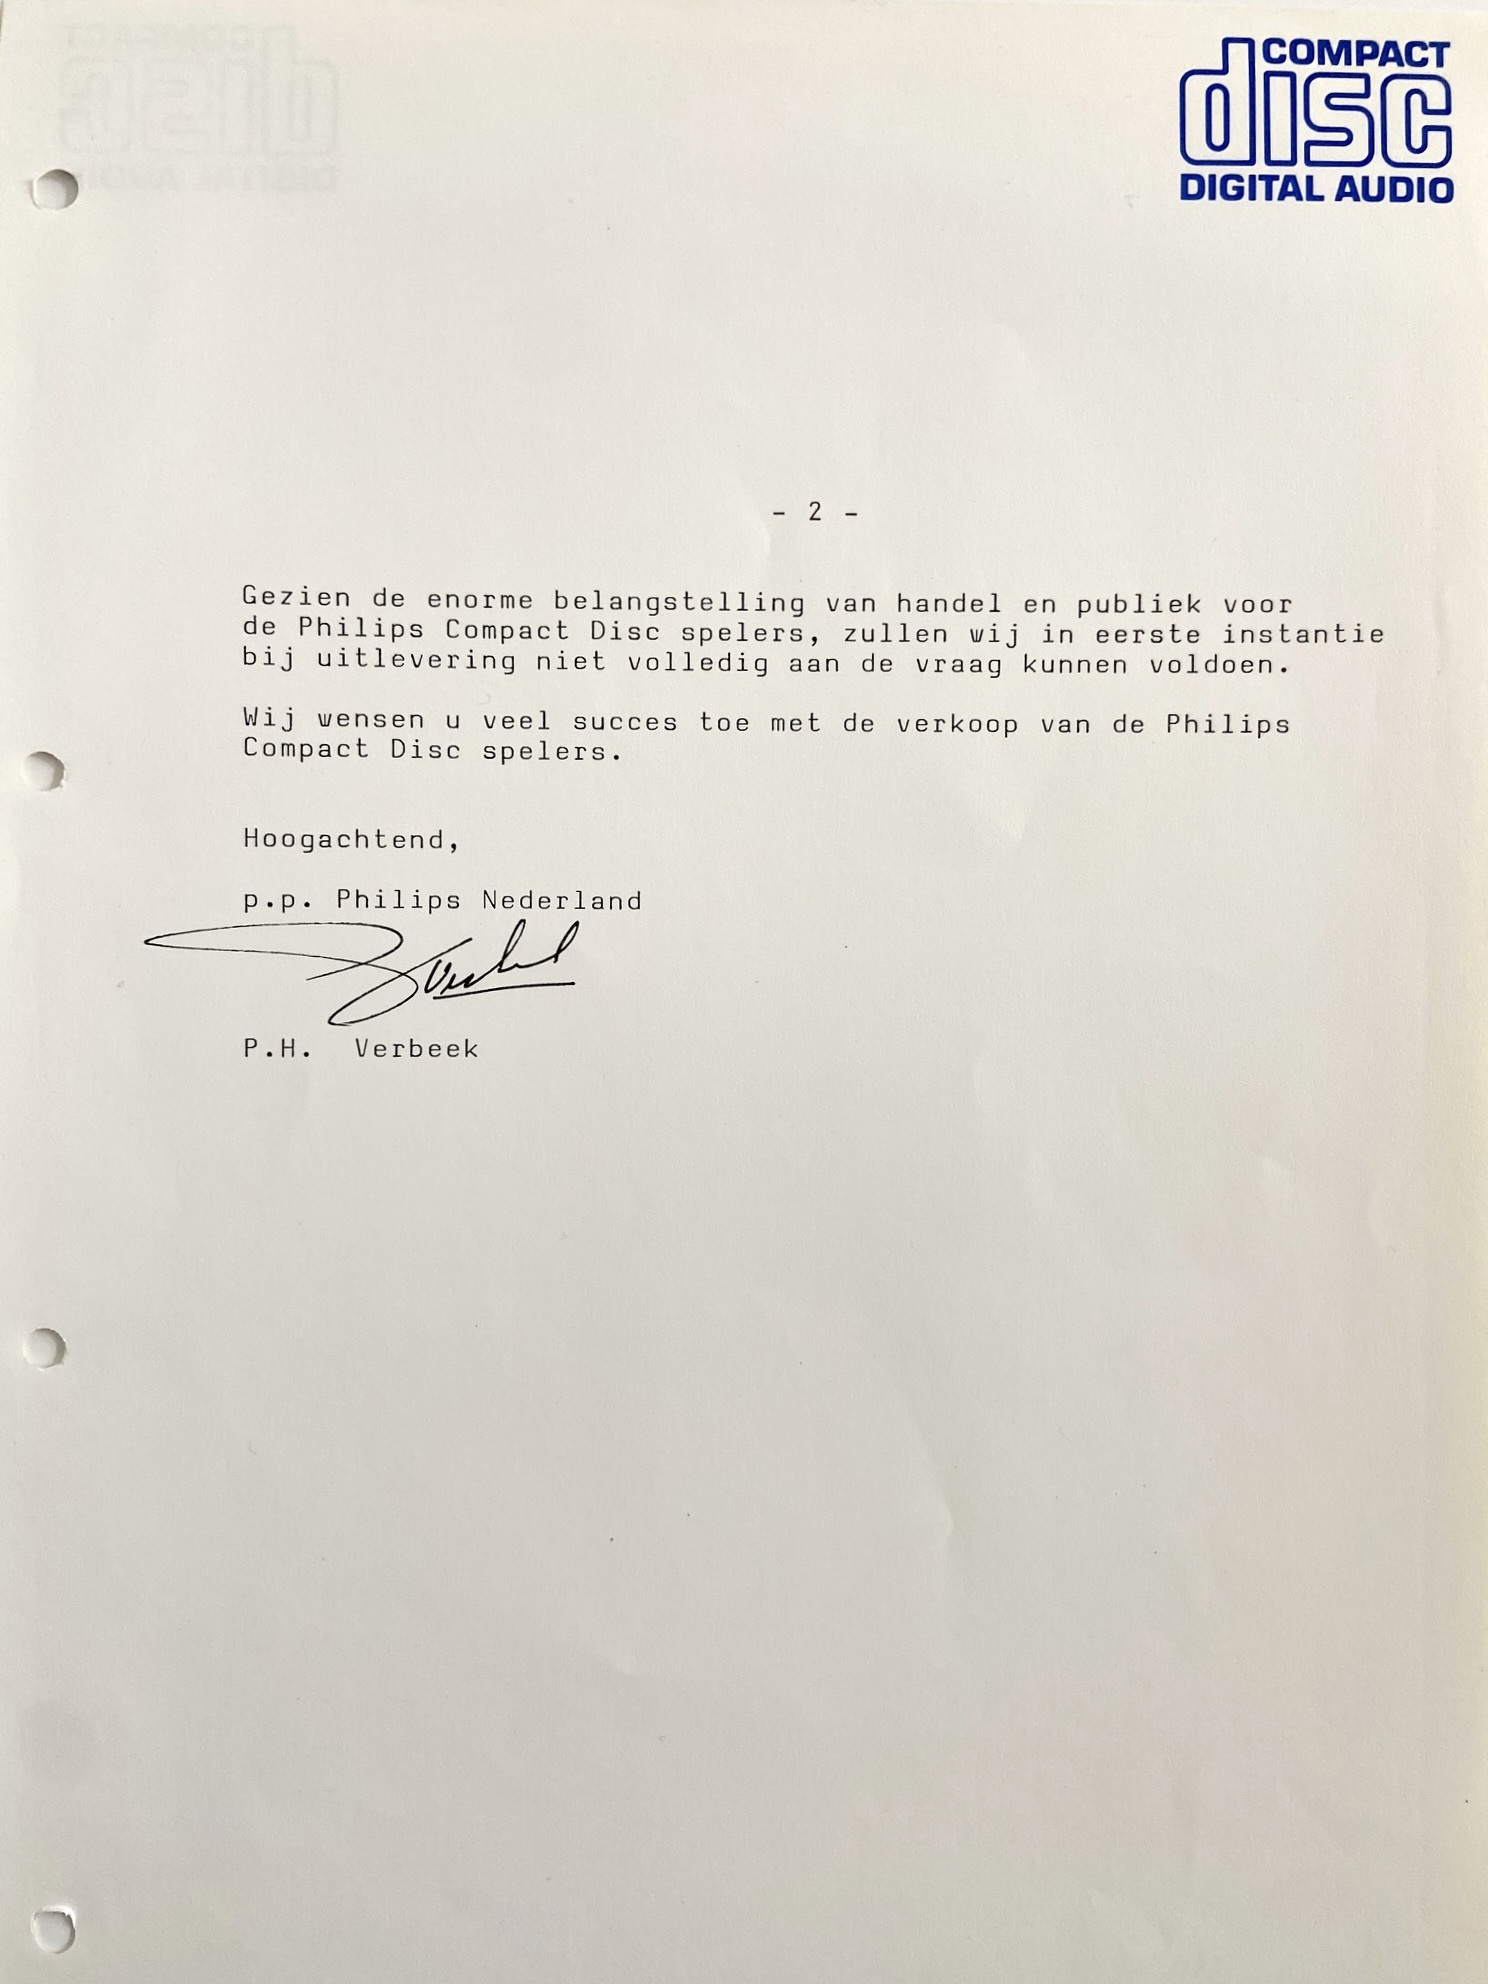 COMPACT
disc
DIGITAL AUDIO
- 2 -
Gezien de enorme belangstelling van handel en publiek voor
de Philips Compact Disc spelers, zullen wij in eerste instantie
bij uitlevering niet volledig aan de vraag kunnen voldoen.
Wij wensen u veel succes toe met de verkoop van de Philips
Compact Disc spelers.
Hoogachtend,
p.p. Philips Nederland
P.H. Verbeek